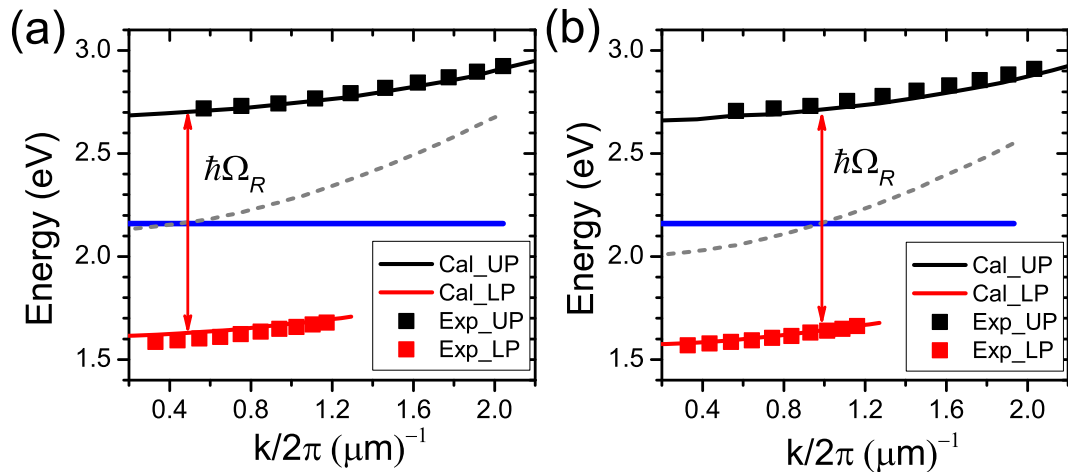 (a)
3.0
2.5
2.0
1.5
Energy (eV)
ħΩ_R
Cal_UP
Cal_LP
Exp_UP
Exp_LP
0.4 0.8 1.2 1.6 2.0
k/2π (μm)⁻¹
(b)
3.0
2.5
2.0
1.5
Energy (eV)
ħΩ_R
Cal_UP
Cal_LP
Exp_UP
Exp_LP
0.4 0.8 1.2 1.6 2.0
k/2π (μm)⁻¹